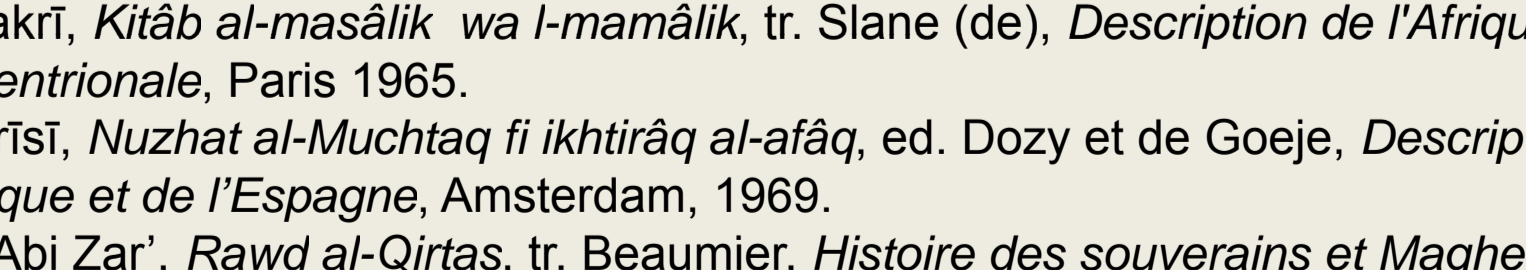 akrī, Kitâb al-masâlik  wa l-mamâlik, tr. Slane (de), Description de l'Afriqu
entrionale, Paris 1965.
rīsī, Nuzhat al-Muchtaq fi ikhtirâq al-afâq, ed. Dozy et de Goeje, Descrip
que et de l’Espagne, Amsterdam, 1969.
Abi Zar’, Rawd al-Qirtas, tr. Beaumier, Histoire des souverains et Maghe